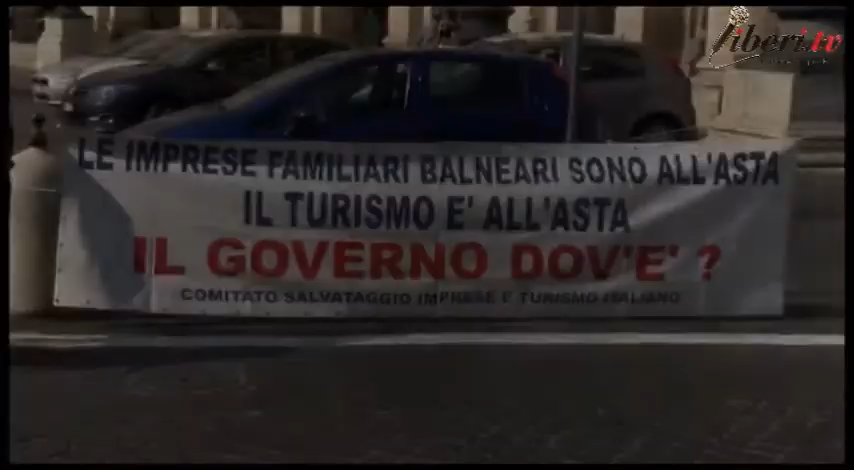 liberi.tv
LE IMPRESE FAMILIARI BALNEARI SONO ALL'ASTA
IL TURISMO E' ALL'ASTA
IL GOVERNO DOV'E' ?
COMITATO SALVATAGGIO IMPRESE E TURISMO ITALIANO